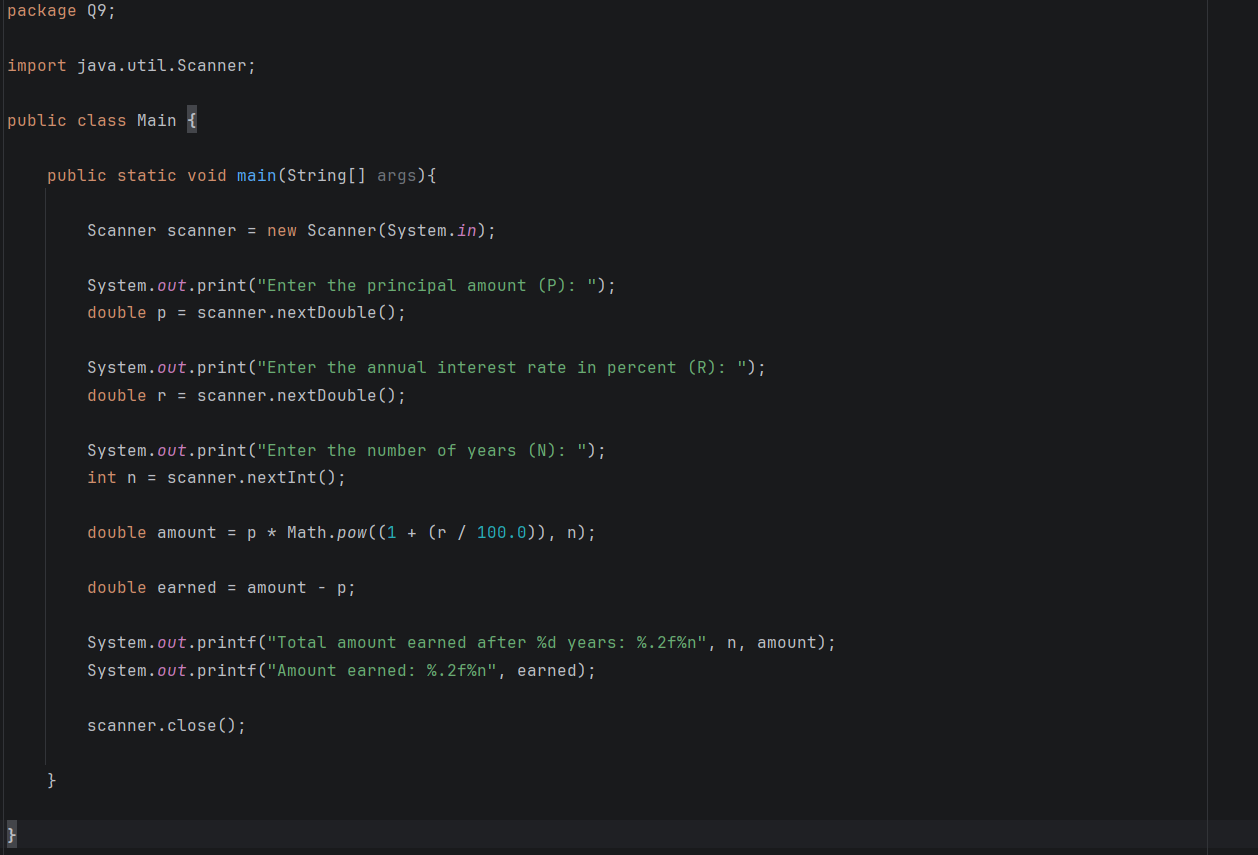 package Q9;
import java.util.Scanner;
public class Main {
public static void main(String[] args){
Scanner scanner = new Scanner(System.in);
System.out.print("Enter the principal amount (P): ");
double p = scanner.nextDouble();
System.out.print("Enter the annual interest rate in percent (R): ");
double r = scanner.nextDouble();
System.out.print("Enter the number of years (N): ");
int n = scanner.nextInt();
double amount = p * Math.pow((1 + (r / 100.0)), n);
double earned = amount - p;
System.out.printf("Total amount earned after %d years: %.2f%n", n, amount);
System.out.printf("Amount earned: %.2f%n", earned);
scanner.close();
}
}